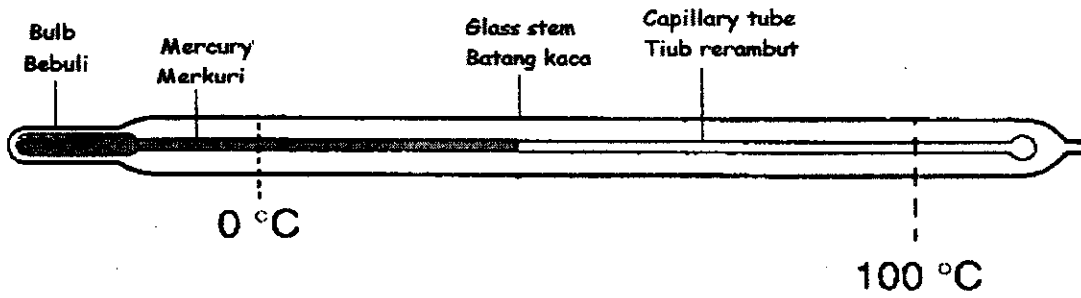 Bulb
Bebuli
Mercury
Merkuri
Glass stem
Batang kaca
Capillary tube
Tiub rerambut
0 °C
100 °C